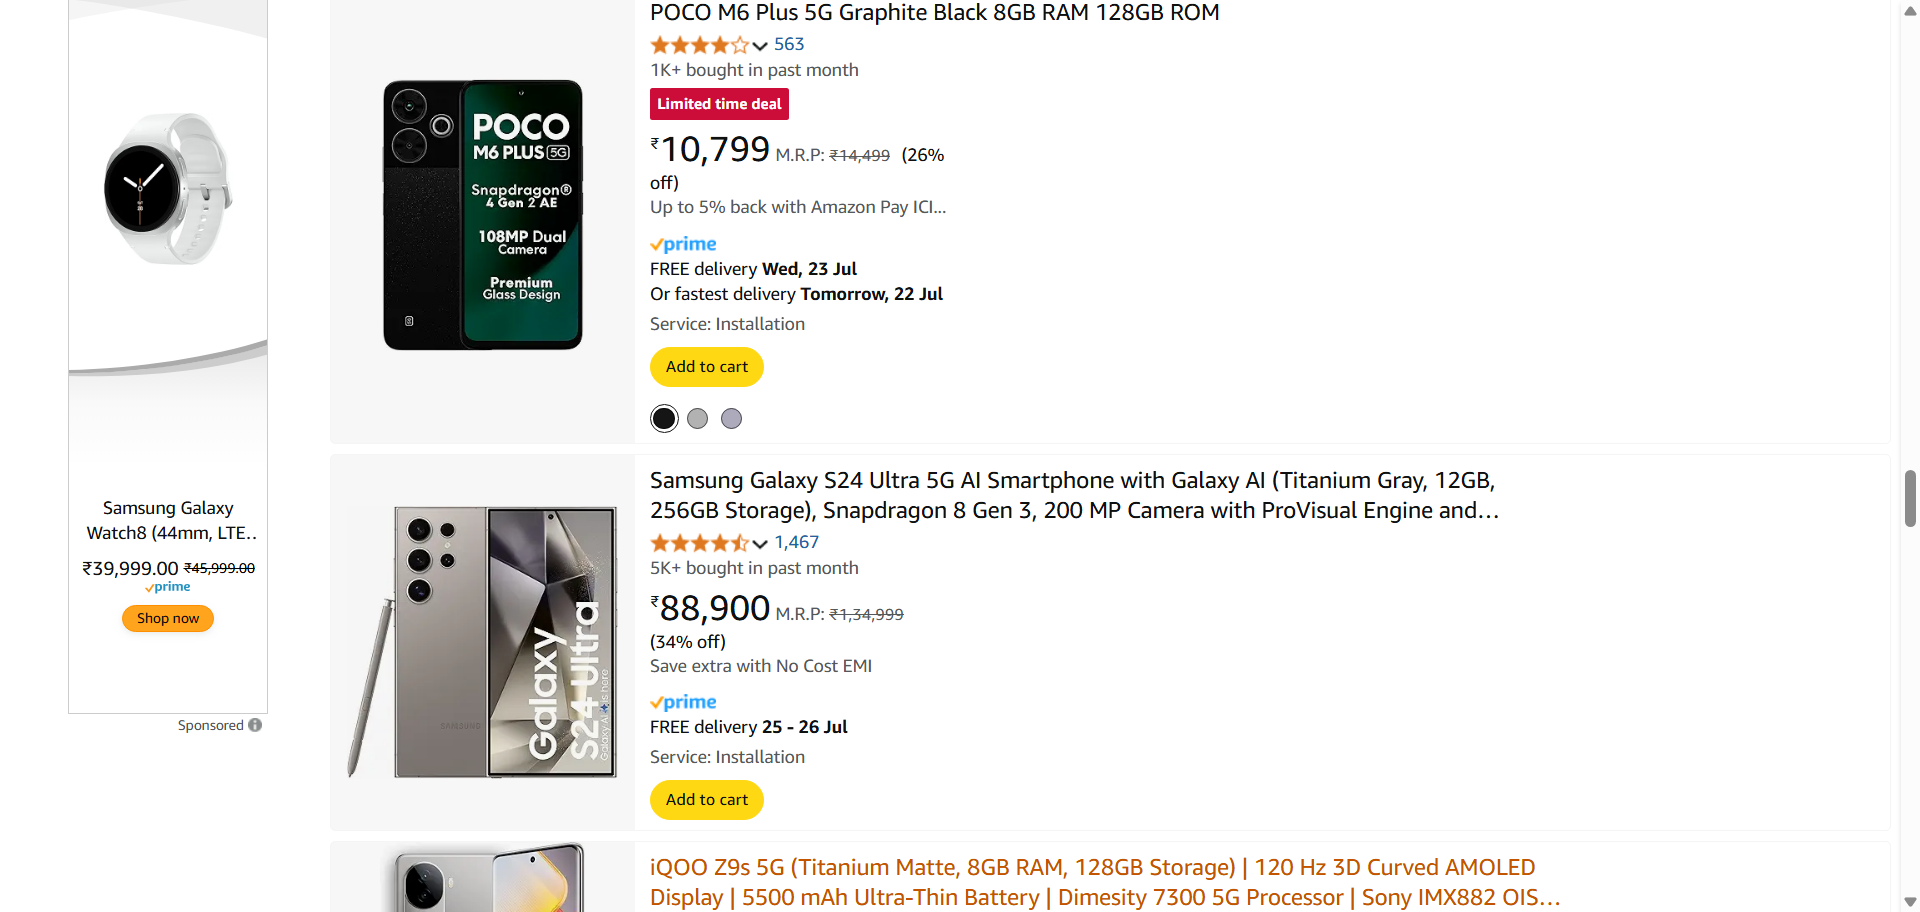 POCO M6 Plus 5G Graphite Black 8GB RAM 128GB ROM
563
1K+ bought in past month
Limited time deal
₹10,799 M.R.P: ₹14,499 (26%
off)
Up to 5% back with Amazon Pay ICI...
prime
FREE delivery Wed, 23 Jul
Or fastest delivery Tomorrow, 22 Jul
Service: Installation
Add to cart
POCO
M6 PLUS 5G
Snapdragon®
4 Gen 2 AE
108MP Dual
Camera
Premium
Glass Design
Samsung Galaxy
Watch8 (44mm, LTE..
₹39,999.00 ₹45,999.00
prime
Shop now
Sponsored
Samsung Galaxy S24 Ultra 5G AI Smartphone with Galaxy AI (Titanium Gray, 12GB,
256GB Storage), Snapdragon 8 Gen 3, 200 MP Camera with ProVisual Engine and...
1,467
5K+ bought in past month
₹88,900 M.R.P: ₹1,34,999
(34% off)
Save extra with No Cost EMI
prime
FREE delivery 25 - 26 Jul
Service: Installation
Add to cart
SAMSUNG
Galaxy
S24 Ultra
Galaxy AI is here
iQOO Z9s 5G (Titanium Matte, 8GB RAM, 128GB Storage) | 120 Hz 3D Curved AMOLED
Display | 5500 mAh Ultra-Thin Battery | Dimesity 7300 5G Processor | Sony IMX882 OIS...